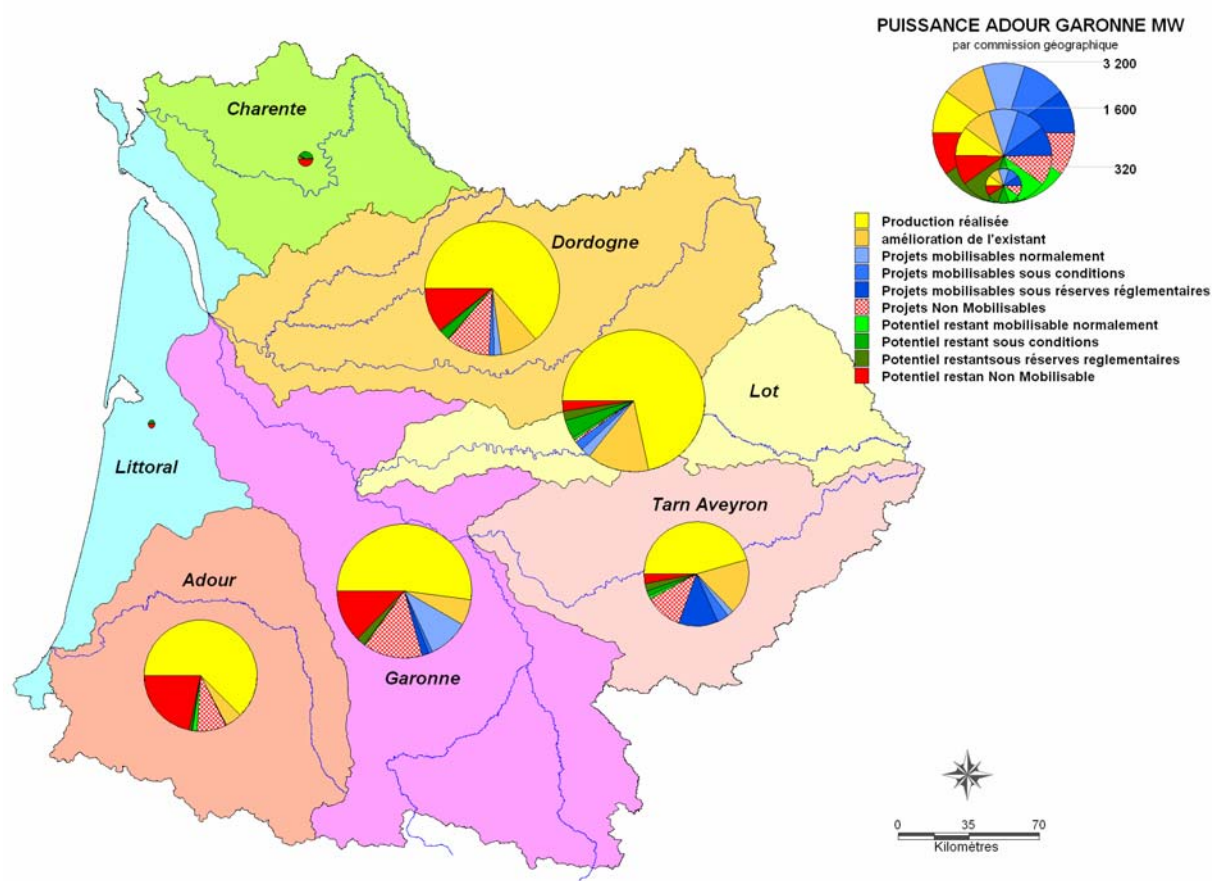 PUISSANCE ADOUR GARONNE MW
par commission géographique
3 200
1 600
320
Production réalisée
amélioration de l'existant
Projets mobilisables normalement
Projets mobilisables sous conditions
Projets mobilisables sous réserves réglementaires
Projets Non Mobilisables
Potentiel restant mobilisable normalement
Potentiel restant sous conditions
Potentiel restantsous réserves reglementaires
Potentiel restan Non Mobilisable
Charente
Dordogne
Lot
Littoral
Tarn Aveyron
Adour
Garonne
0 35 70
Kilomètres